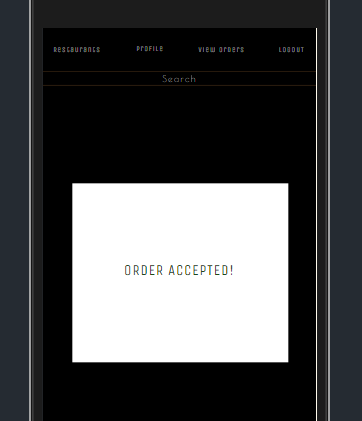 Restaurants Profile View Orders Logout
Search
ORDER ACCEPTED!